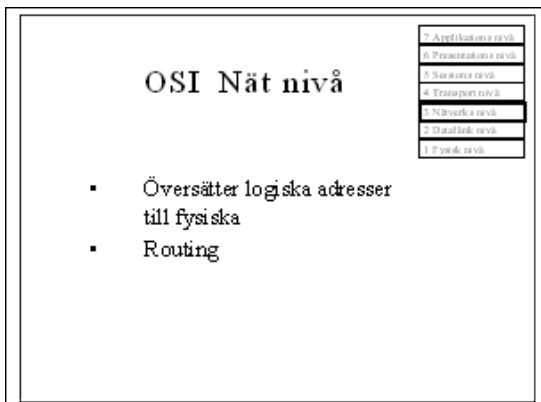 OSI Nät nivå
7 Applikations nivå
6 Presentations nivå
5 Sessions nivå
4 Transport nivå
3 Nätverks nivå
2 Datalänk nivå
1 Fysisk nivå
▪ Översätter logiska adresser
till fysiska
▪ Routing